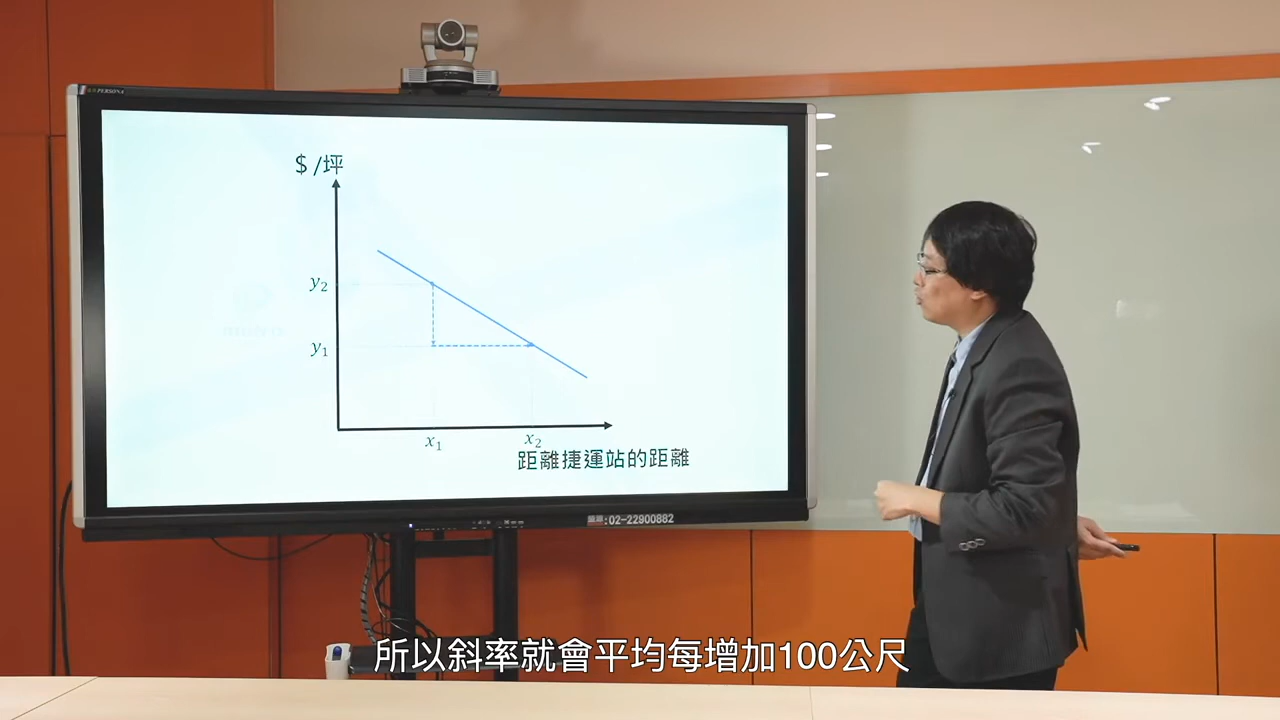 PERSONA
$ /坪
y₂
y₁
x₁
x₂
距離捷運站的距離
:02-22900882
所以斜率就會平均每增加100公尺